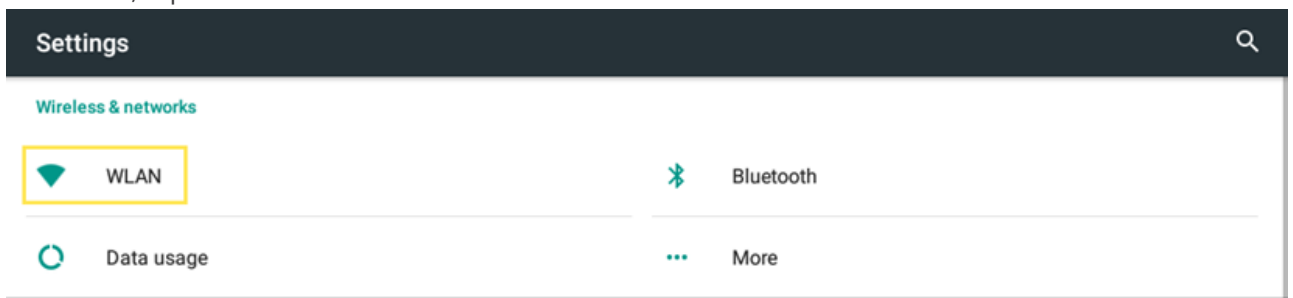 Settings
Wireless & networks
WLAN
Bluetooth
Data usage
More